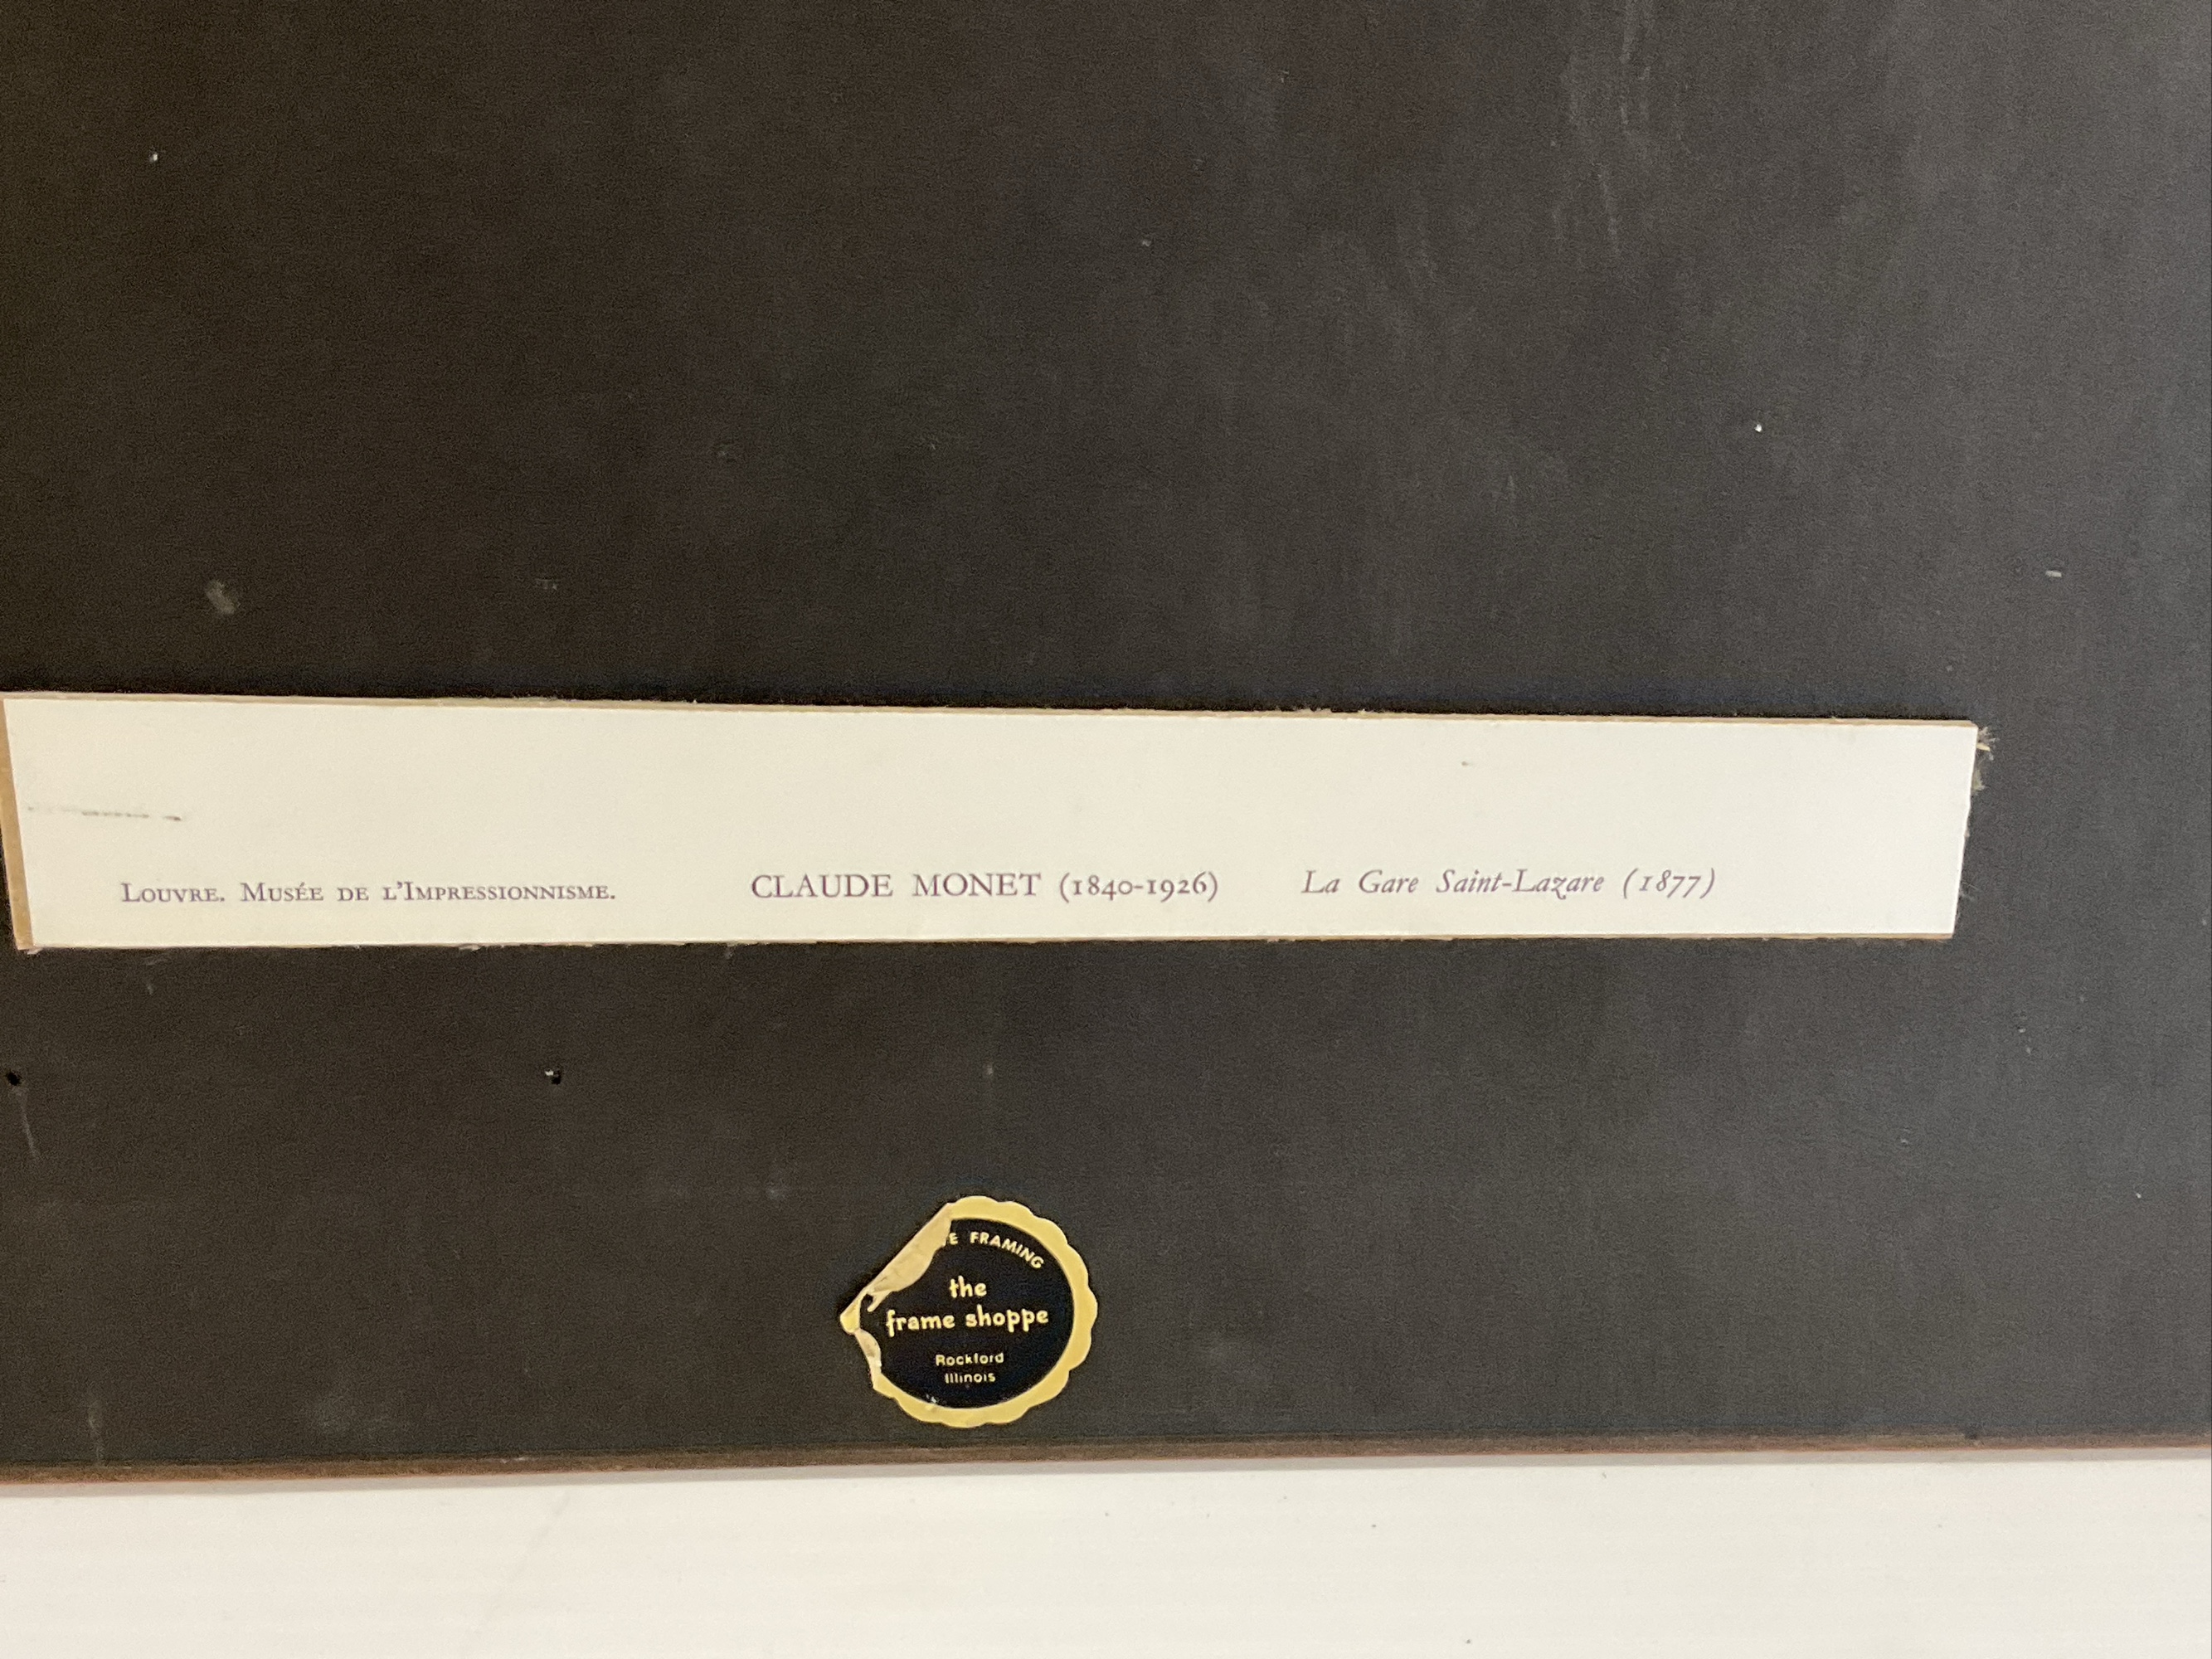 Louvre. Musée de l'Impressionnisme. CLAUDE MONET (1840-1926) La Gare Saint-Lazare (1877)
FRAMING
the
frame shoppe
Rockford
Illinois